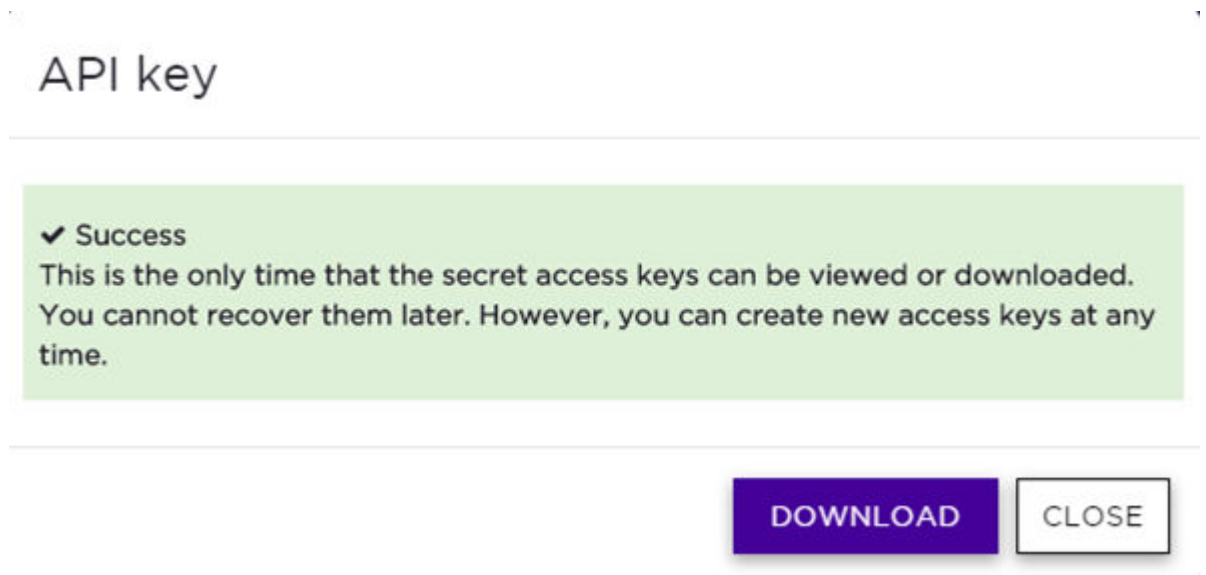 API key
✔ Success
This is the only time that the secret access keys can be viewed or downloaded.
You cannot recover them later. However, you can create new access keys at any
time.
DOWNLOAD CLOSE